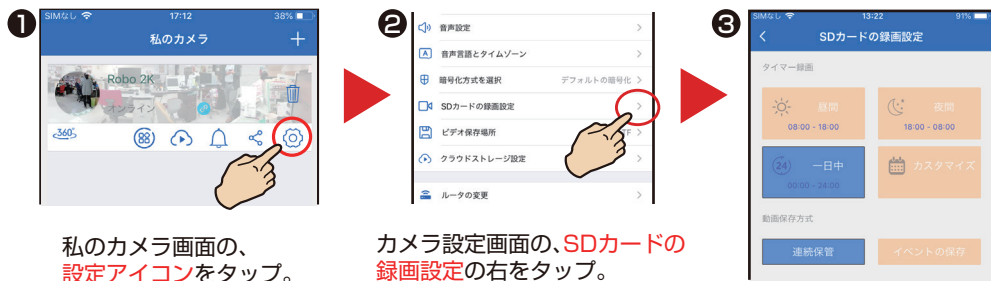 ❶
SIMなし 17:12 38%
私のカメラ
Robo 2K
オンライン
360°
88
私のカメラ画面の、
設定アイコンをタップ。
❷
音声設定
A 音声言語とタイムゾーン
暗号化方式を選択 デフォルトの暗号化
SDカードの録画設定
ビデオ保存場所 TF
クラウドストレージ設定
ルータの変更
カメラ設定画面の、SDカードの
録画設定の右をタップ。
❸
SIMなし 13:22 91%
SDカードの録画設定
タイマー録画
昼間 夜間
08:00 - 18:00 18:00 - 08:00
24 一日中 カスタマイズ
00:00 - 24:00
動画保存方式
連続保管 イベントの保存